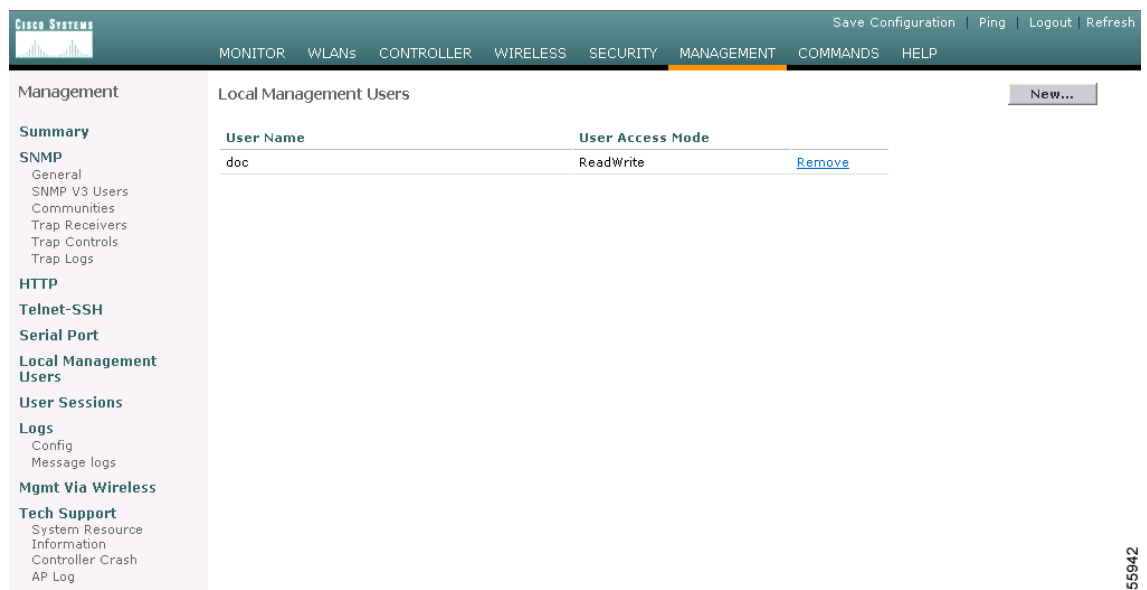 CISCO SYSTEMS
Save Configuration | Ping | Logout | Refresh
MONITOR WLANs CONTROLLER WIRELESS SECURITY MANAGEMENT COMMANDS HELP
Management
Summary
SNMP
General
SNMP V3 Users
Communities
Trap Receivers
Trap Controls
Trap Logs
HTTP
Telnet-SSH
Serial Port
Local Management
Users
User Sessions
Logs
Config
Message logs
Mgmt Via Wireless
Tech Support
System Resource
Information
Controller Crash
AP Log
Local Management Users
New...
User Name User Access Mode
doc ReadWrite Remove
55942